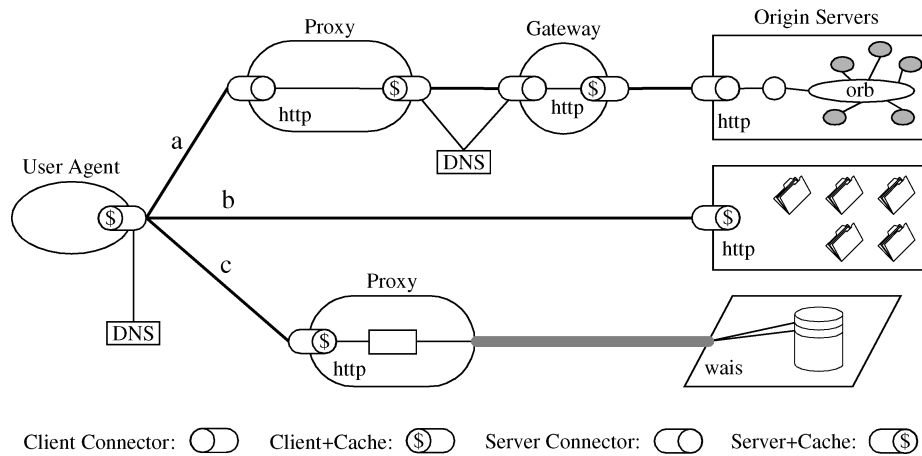 Origin Servers
Proxy
Gateway
$
$
orb
http
http
http
a
DNS
User Agent
b
$
$
http
c
Proxy
DNS
$
http
wais
Client Connector:
Client+Cache: $
Server Connector:
Server+Cache: $